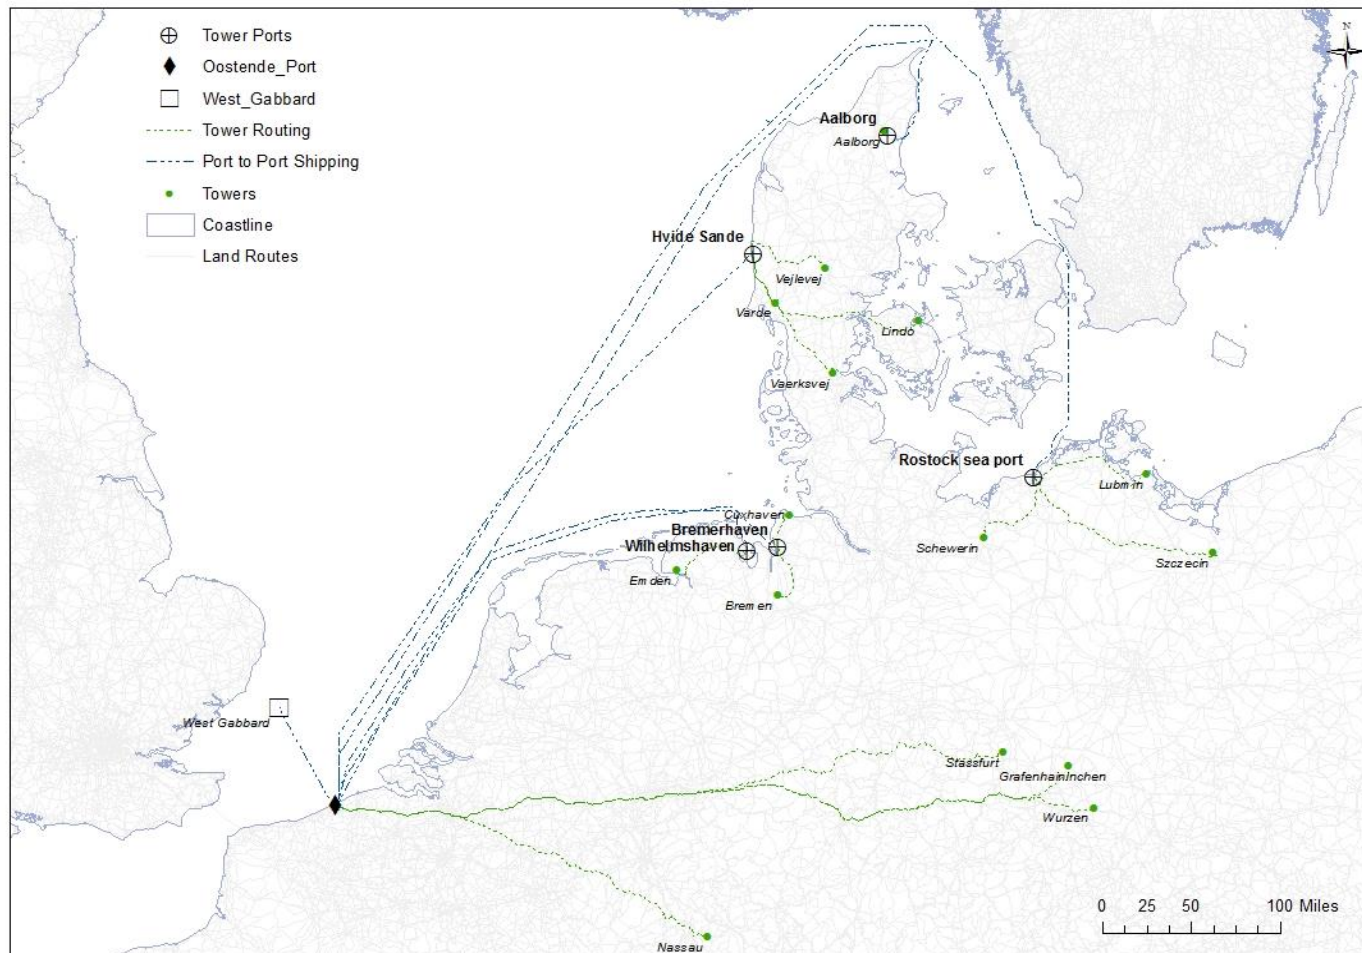 Tower Ports
Oostende_Port
West_Gabbard
Tower Routing
Port to Port Shipping
Towers
Coastline
Land Routes
N
Aalborg
Aalborg
Hvide Sande
Vejlevej
Varde
Lindo
Vaerksvej
Rostock sea port
Lubmin
Cuxhaven
Bremerhaven
Wilhelmshaven
Schewerin
Szczecin
Emden
Bremen
West Gabbard
Stassfurt
Grafenhainlnchen
Wurzen
0 25 50 100 Miles
Nassau